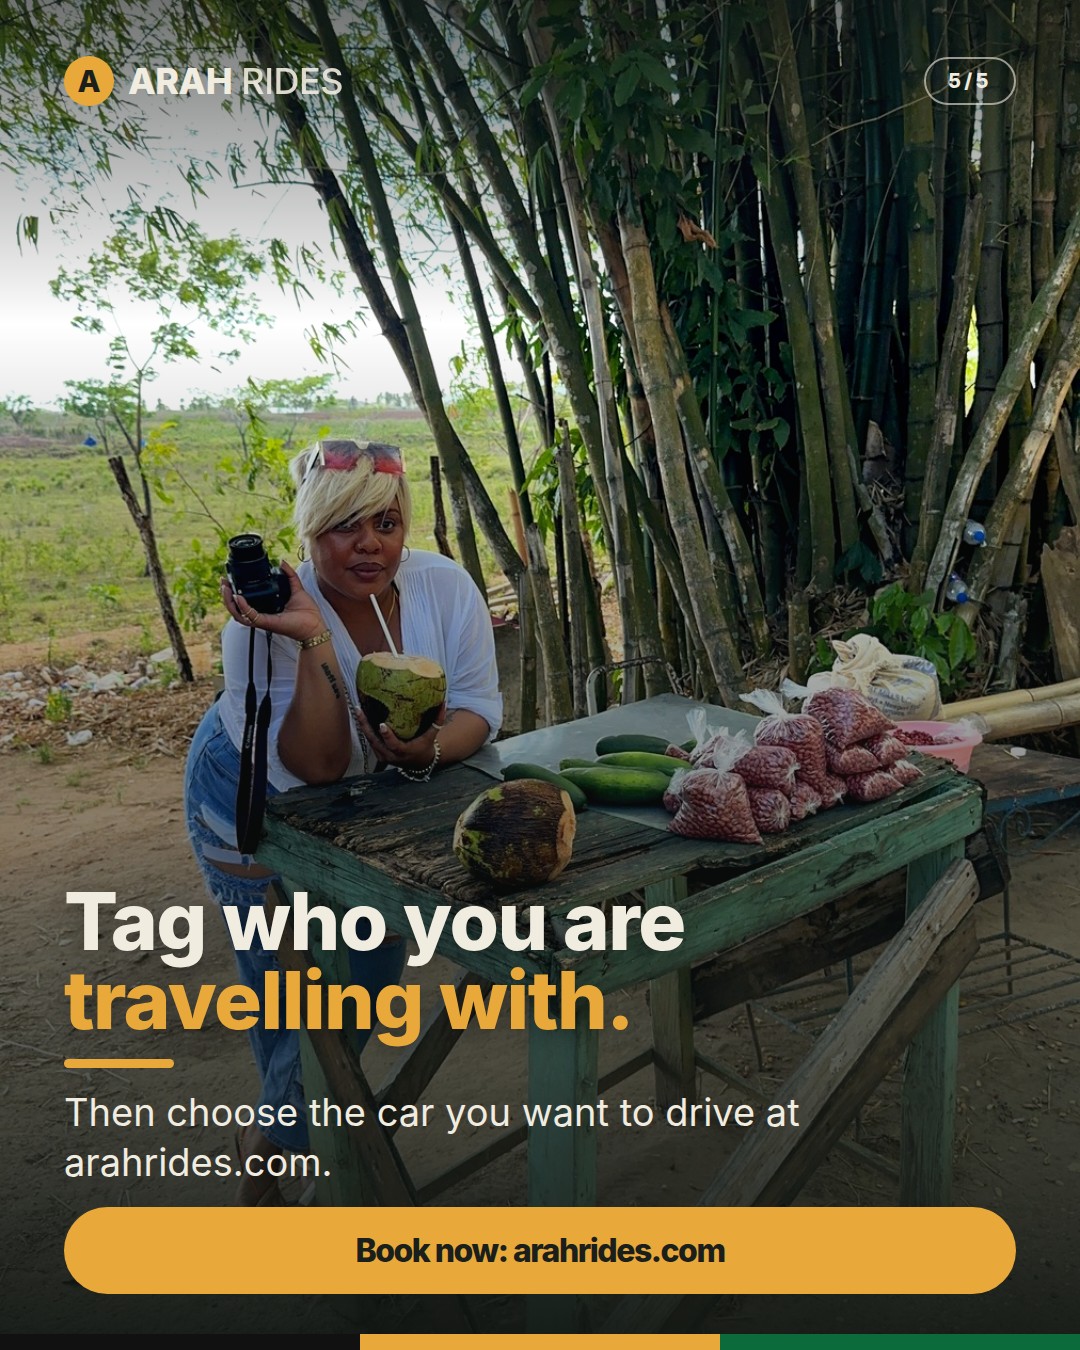 A ARAH RIDES
5/5
Tag who you are
travelling with.
Then choose the car you want to drive at
arahrides.com.
Book now: arahrides.com